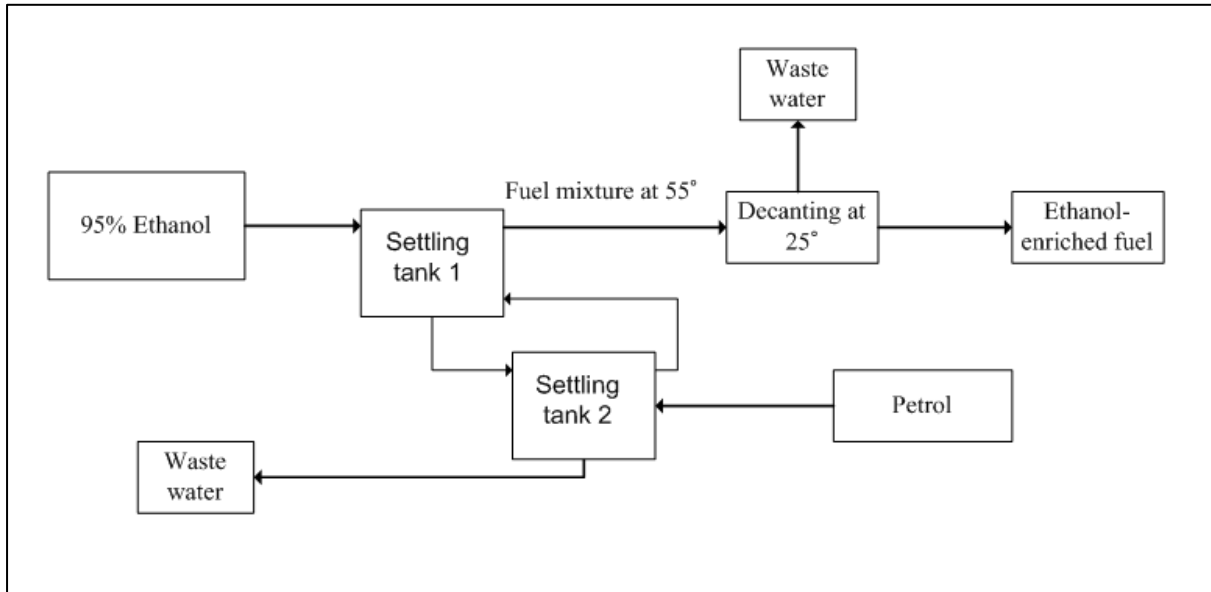 Waste
water
95% Ethanol
Settling
tank 1
Fuel mixture at 55°
Decanting at
25°
Ethanol-
enriched fuel
Settling
tank 2
Petrol
Waste
water